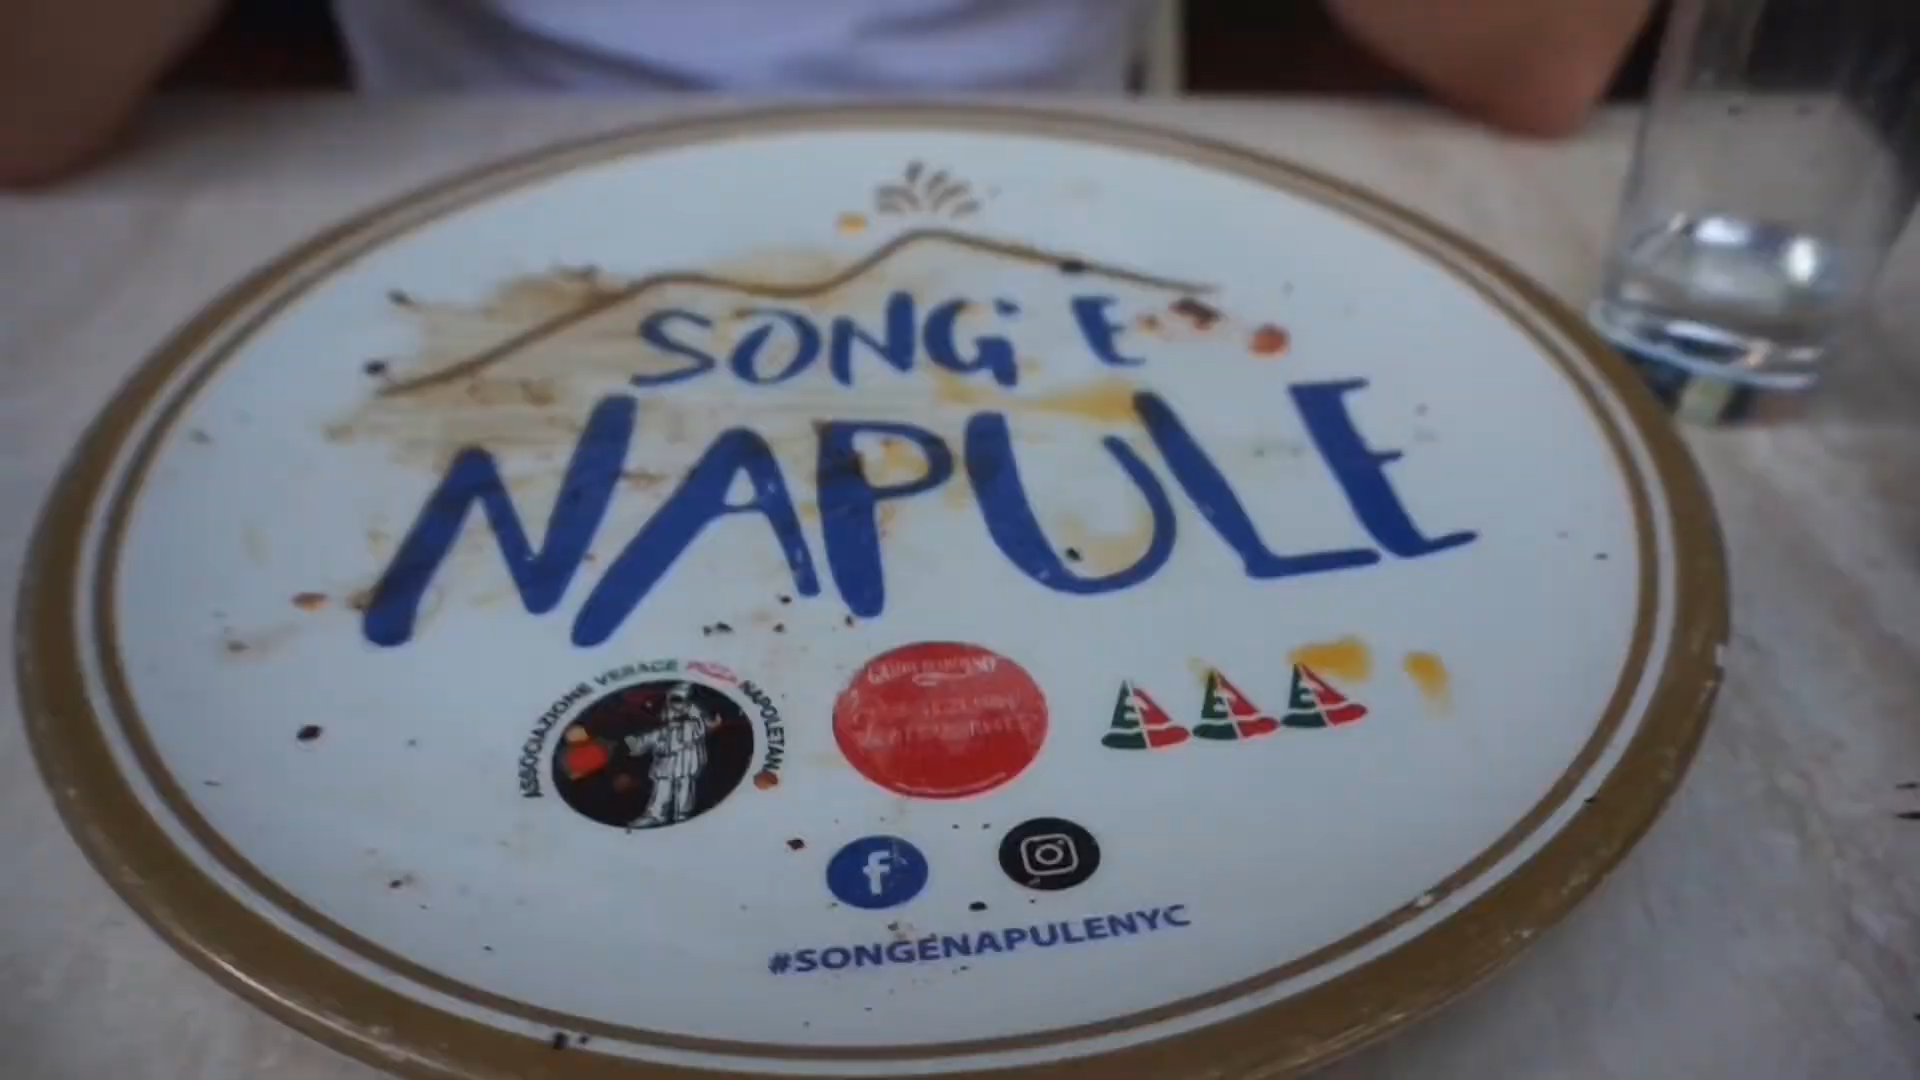 SONG' E
NAPULE
ASSOCIAZIONE VERACE PIZZA NAPOLETANA
#SONGENAPULENYC